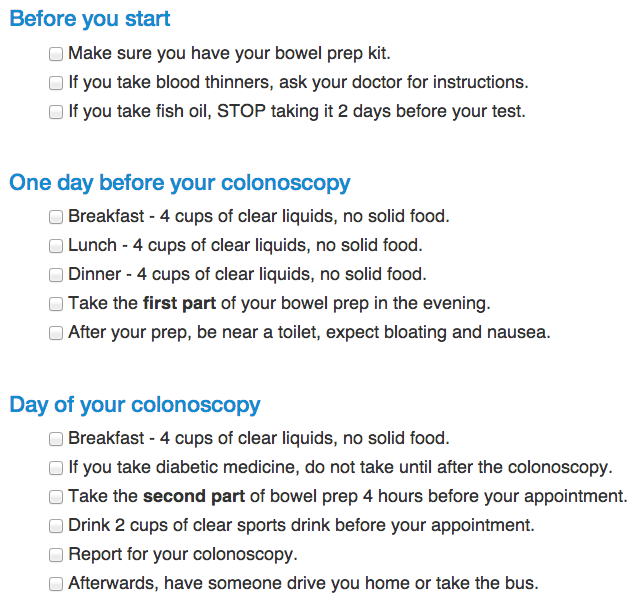 Before you start
Make sure you have your bowel prep kit.
If you take blood thinners, ask your doctor for instructions.
If you take fish oil, STOP taking it 2 days before your test.
One day before your colonoscopy
Breakfast - 4 cups of clear liquids, no solid food.
Lunch - 4 cups of clear liquids, no solid food.
Dinner - 4 cups of clear liquids, no solid food.
Take the first part of your bowel prep in the evening.
After your prep, be near a toilet, expect bloating and nausea.
Day of your colonoscopy
Breakfast - 4 cups of clear liquids, no solid food.
If you take diabetic medicine, do not take until after the colonoscopy.
Take the second part of bowel prep 4 hours before your appointment.
Drink 2 cups of clear sports drink before your appointment.
Report for your colonoscopy.
Afterwards, have someone drive you home or take the bus.